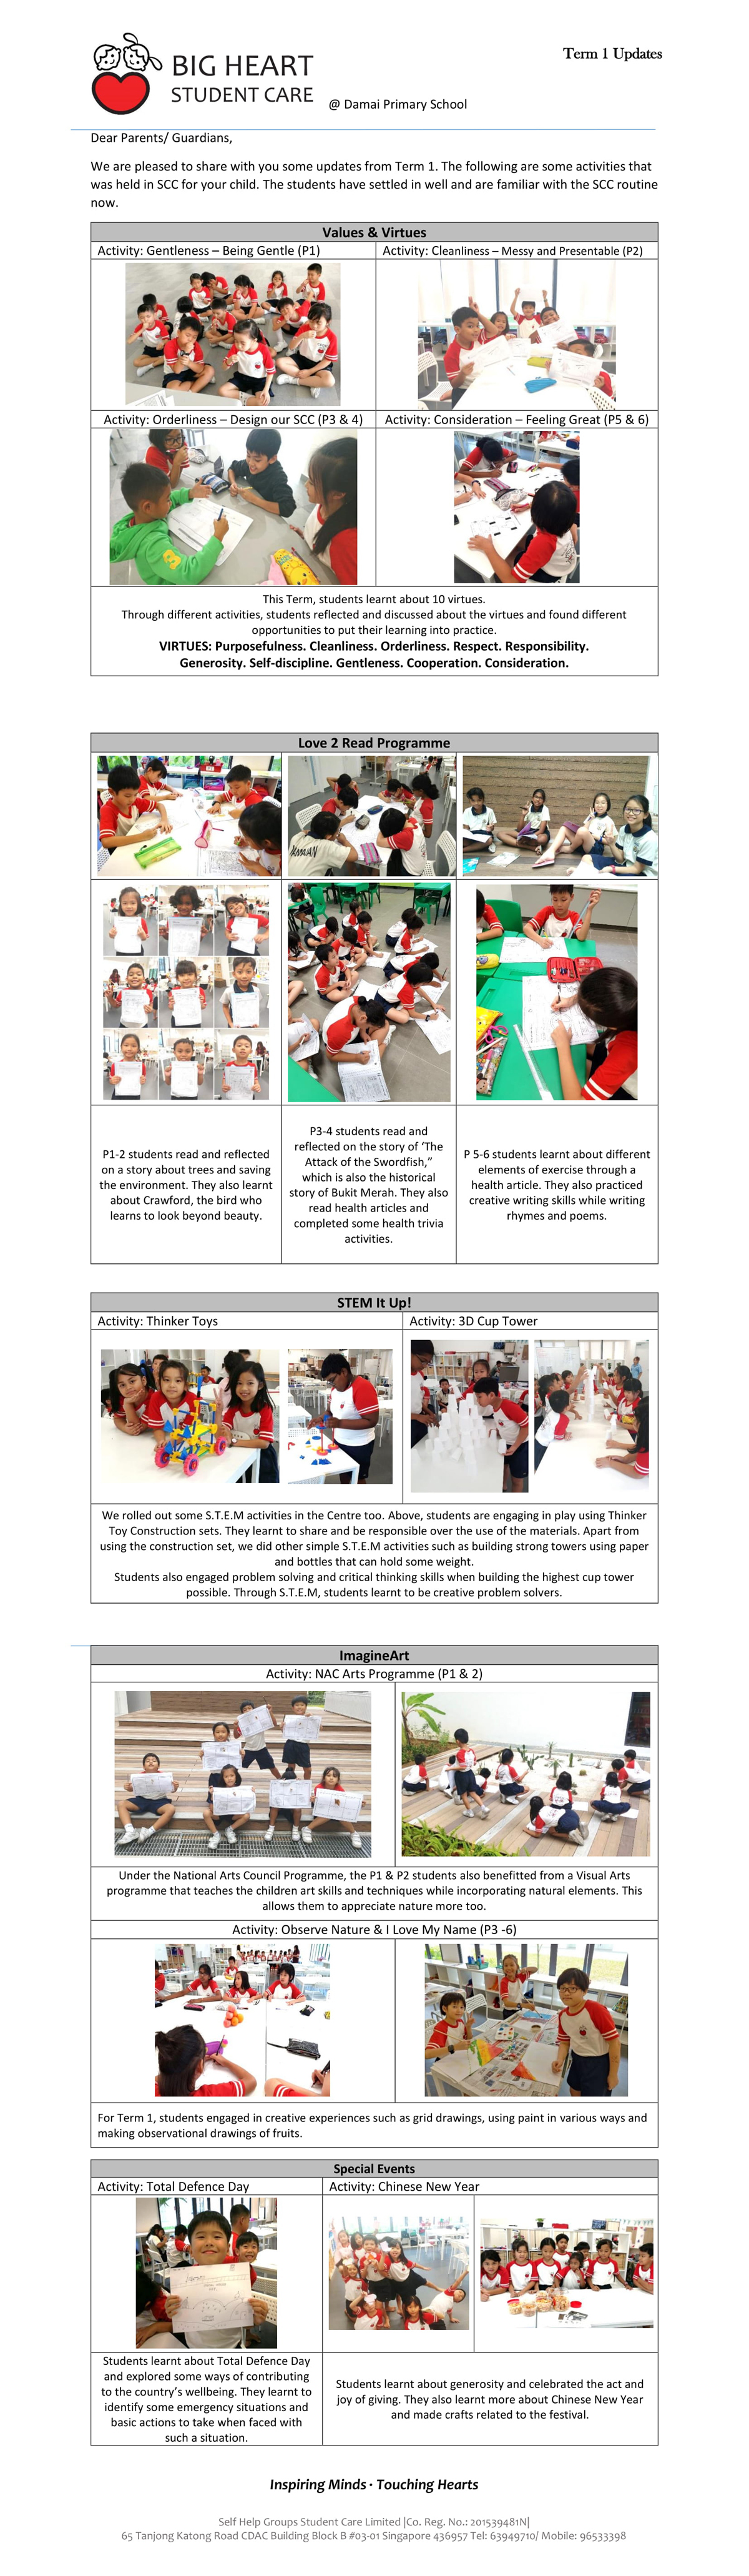 Term 1 Updates
BIG HEART
STUDENT CARE
@ Damai Primary School
Dear Parents/ Guardians,
We are pleased to share with you some updates from Term 1. The following are some activities that
was held in SCC for your child. The students have settled in well and are familiar with the SCC routine
now.
Values & Virtues
Activity: Gentleness – Being Gentle (P1)
Activity: Cleanliness – Messy and Presentable (P2)
Activity: Orderliness – Design our SCC (P3 & 4)
Activity: Consideration – Feeling Great (P5 & 6)
This Term, students learnt about 10 virtues.
Through different activities, students reflected and discussed about the virtues and found different
opportunities to put their learning into practice.
VIRTUES: Purposefulness. Cleanliness. Orderliness. Respect. Responsibility.
Generosity. Self-discipline. Gentleness. Cooperation. Consideration.
Love 2 Read Programme
P1-2 students read and reflected
on a story about trees and saving
the environment. They also learnt
about Crawford, the bird who
learns to look beyond beauty.
P3-4 students read and
reflected on the story of ‘The
Attack of the Swordfish,”
which is also the historical
story of Bukit Merah. They also
read health articles and
completed some health trivia
activities.
P 5-6 students learnt about different
elements of exercise through a
health article. They also practiced
creative writing skills while writing
rhymes and poems.
STEM It Up!
Activity: Thinker Toys
Activity: 3D Cup Tower
We rolled out some S.T.E.M activities in the Centre too. Above, students are engaging in play using Thinker
Toy Construction sets. They learnt to share and be responsible over the use of the materials. Apart from
using the construction set, we did other simple S.T.E.M activities such as building strong towers using paper
and bottles that can hold some weight.
Students also engaged problem solving and critical thinking skills when building the highest cup tower
possible. Through S.T.E.M, students learnt to be creative problem solvers.
ImagineArt
Activity: NAC Arts Programme (P1 & 2)
Under the National Arts Council Programme, the P1 & P2 students also benefitted from a Visual Arts
programme that teaches the children art skills and techniques while incorporating natural elements. This
allows them to appreciate nature more too.
Activity: Observe Nature & I Love My Name (P3 -6)
For Term 1, students engaged in creative experiences such as grid drawings, using paint in various ways and
making observational drawings of fruits.
Special Events
Activity: Total Defence Day
Activity: Chinese New Year
Students learnt about Total Defence Day
and explored some ways of contributing
to the country’s wellbeing. They learnt to
identify some emergency situations and
basic actions to take when faced with
such a situation.
Students learnt about generosity and celebrated the act and
joy of giving. They also learnt more about Chinese New Year
and made crafts related to the festival.
Inspiring Minds · Touching Hearts
Self Help Groups Student Care Limited |Co. Reg. No.: 201539481N|
65 Tanjong Katong Road CDAC Building Block B #03-01 Singapore 436957 Tel: 63949710/ Mobile: 96533398